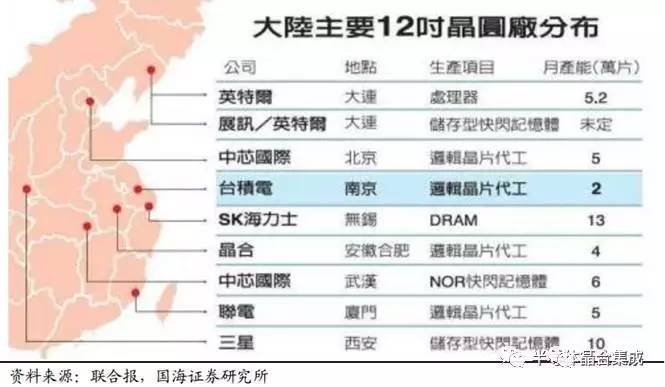 大陸主要12吋晶圓廠分布
公司 地點 生產項目 月產能(萬片)
英特爾 大連 處理器 5.2
展訊/英特爾 大連 儲存型快閃記憶體 未定
中芯國際 北京 邏輯晶片代工 5
台積電 南京 邏輯晶片代工 2
SK海力士 無錫 DRAM 13
晶合 安徽合肥 邏輯晶片代工 4
中芯國際 武漢 NOR快閃記憶體 6
聯電 廈門 邏輯晶片代工 5
三星 西安 儲存型快閃記憶體 10
半导体晶合集成
资料来源：联合报，国海证券研究所